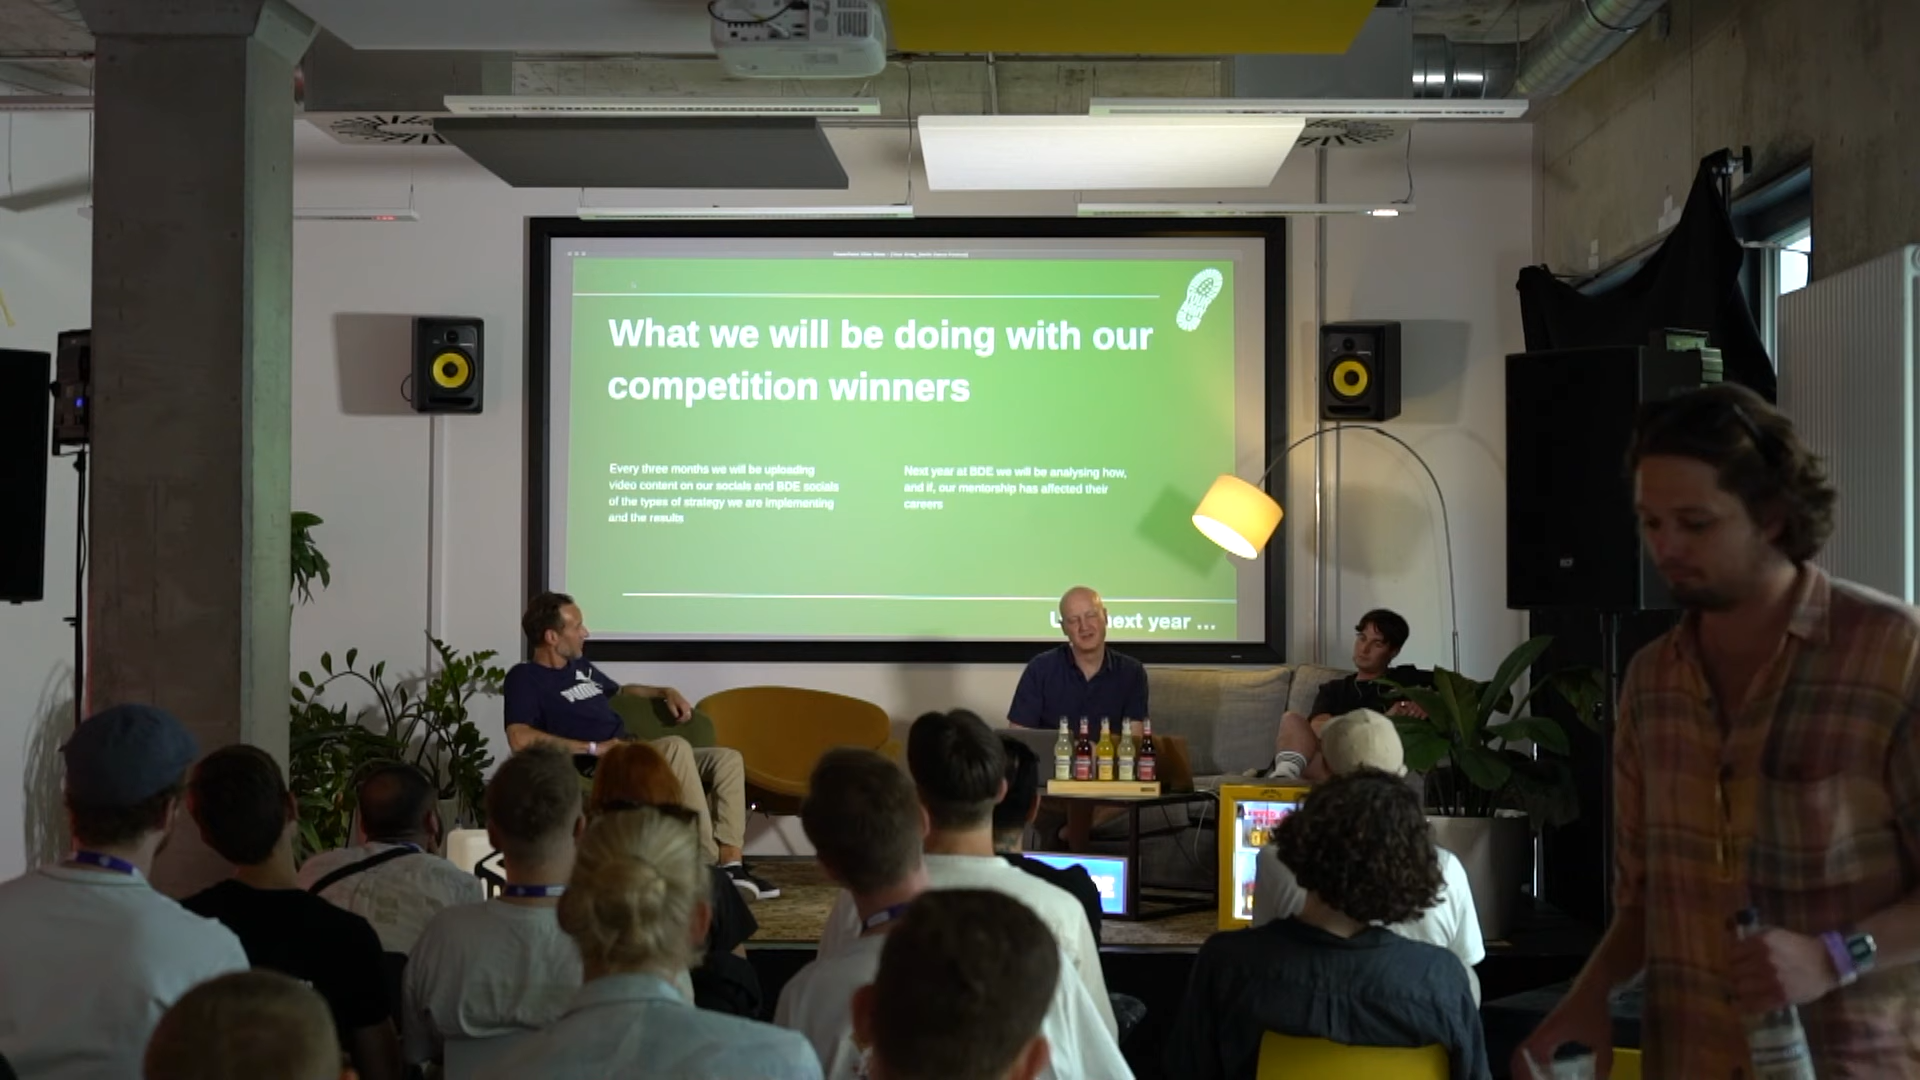 What we will be doing with our
competition winners
Every three months we will be uploading
video content on our socials and BDE socials
of the types of strategy we are implementing
and the results
Next year at BDE we will be analysing how,
and if, our mentorship has affected their
careers
next year ...
PUMA